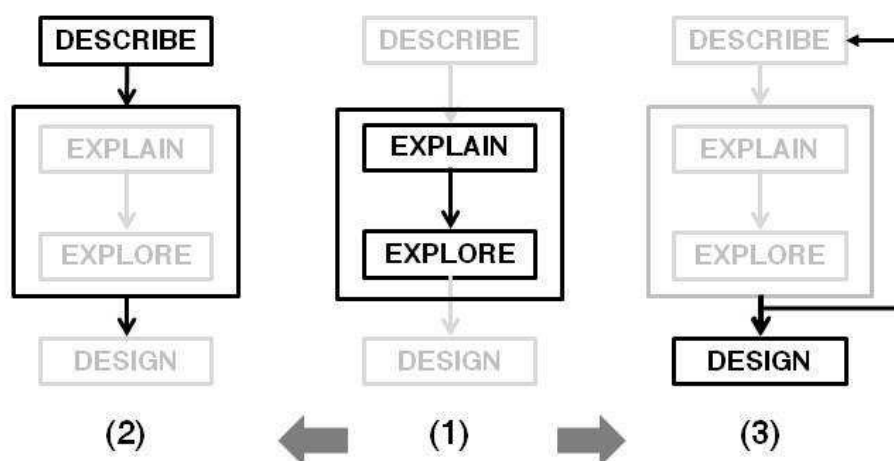 DESCRIBE
EXPLAIN
EXPLORE
DESIGN
(2)
DESCRIBE
EXPLAIN
EXPLORE
DESIGN
(1)
DESCRIBE
EXPLAIN
EXPLORE
DESIGN
(3)